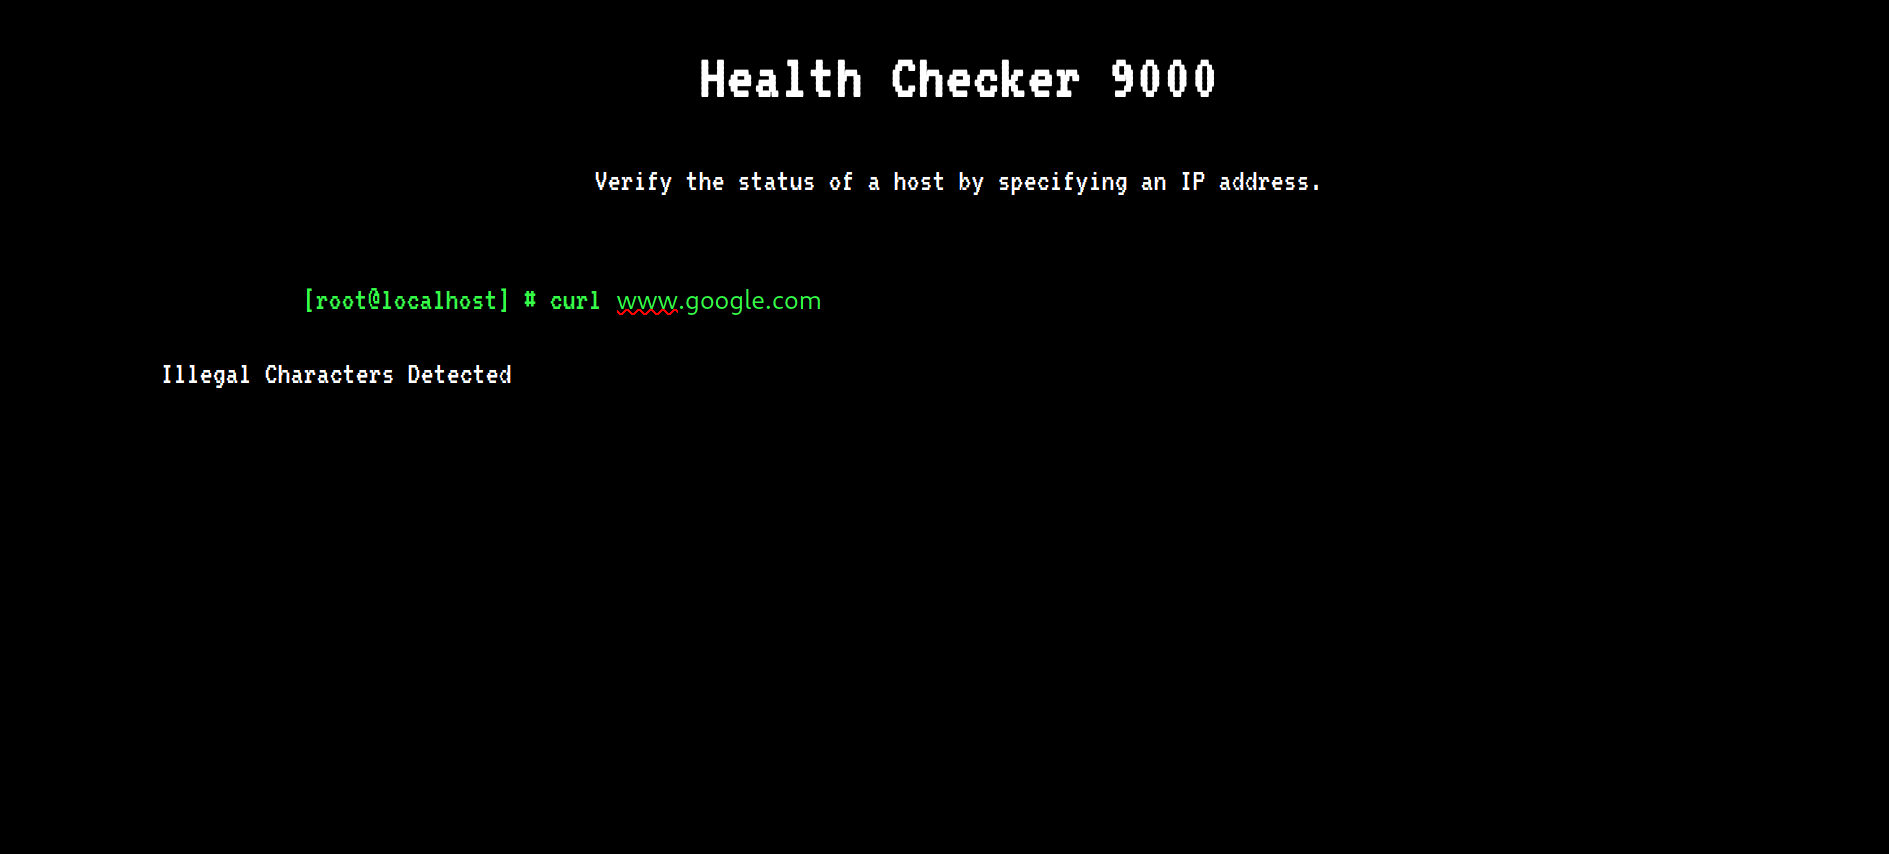 Health Checker 9000
Verify the status of a host by specifying an IP address.
[root@localhost] # curl www.google.com
Illegal Characters Detected